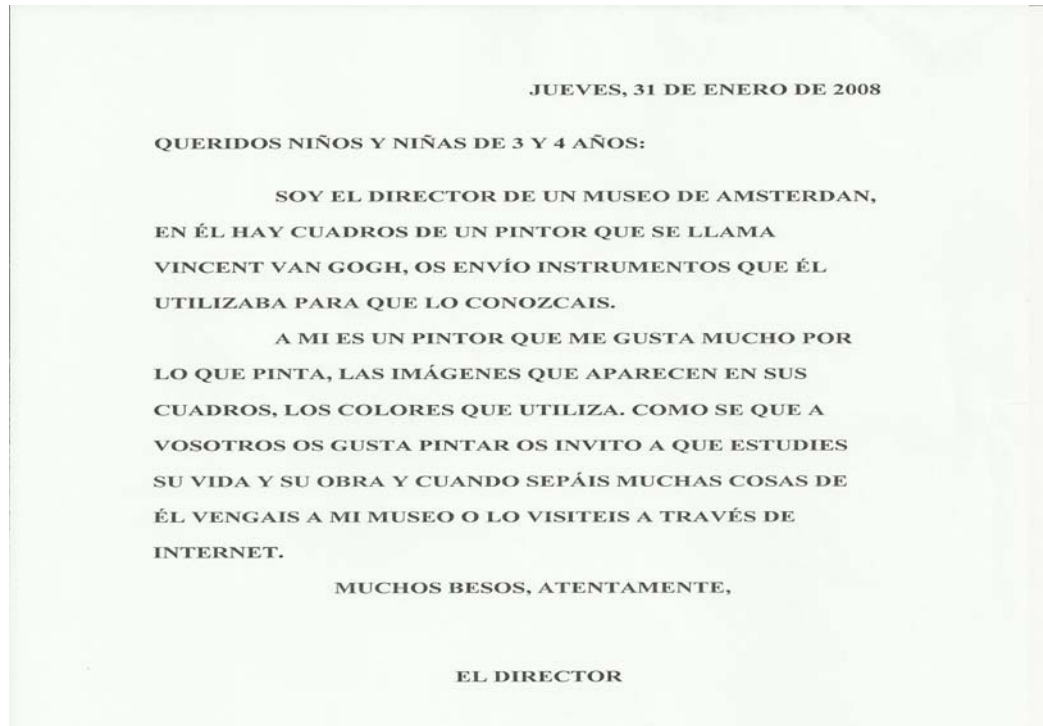 JUEVES, 31 DE ENERO DE 2008
QUERIDOS NIÑOS Y NIÑAS DE 3 Y 4 AÑOS:
SOY EL DIRECTOR DE UN MUSEO DE AMSTERDAN,
EN ÉL HAY CUADROS DE UN PINTOR QUE SE LLAMA
VINCENT VAN GOGH, OS ENVÍO INSTRUMENTOS QUE ÉL
UTILIZABA PARA QUE LO CONOZCAIS.
A MI ES UN PINTOR QUE ME GUSTA MUCHO POR
LO QUE PINTA, LAS IMÁGENES QUE APARECEN EN SUS
CUADROS, LOS COLORES QUE UTILIZA. COMO SE QUE A
VOSOTROS OS GUSTA PINTAR OS INVITO A QUE ESTUDIES
SU VIDA Y SU OBRA Y CUANDO SEPÁIS MUCHAS COSAS DE
ÉL VENGAIS A MI MUSEO O LO VISITEIS A TRAVÉS DE
INTERNET.
MUCHOS BESOS, ATENTAMENTE,
EL DIRECTOR